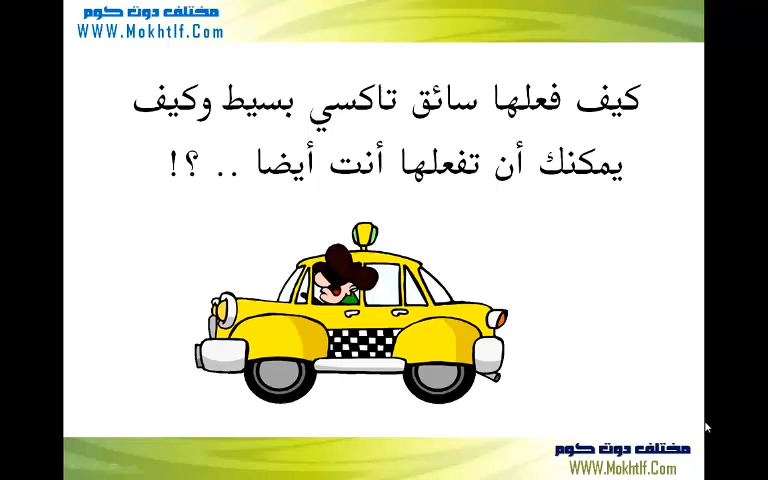 مختلف دوت كوم
WWW.Mokhtlf.Com
كيف فعلها سائق تاكسي بسيط وكيف
يمكنك أن تفعلها أنت أيضا .. ؟!
مختلف دوت كوم
WWW.Mokhtlf.Com